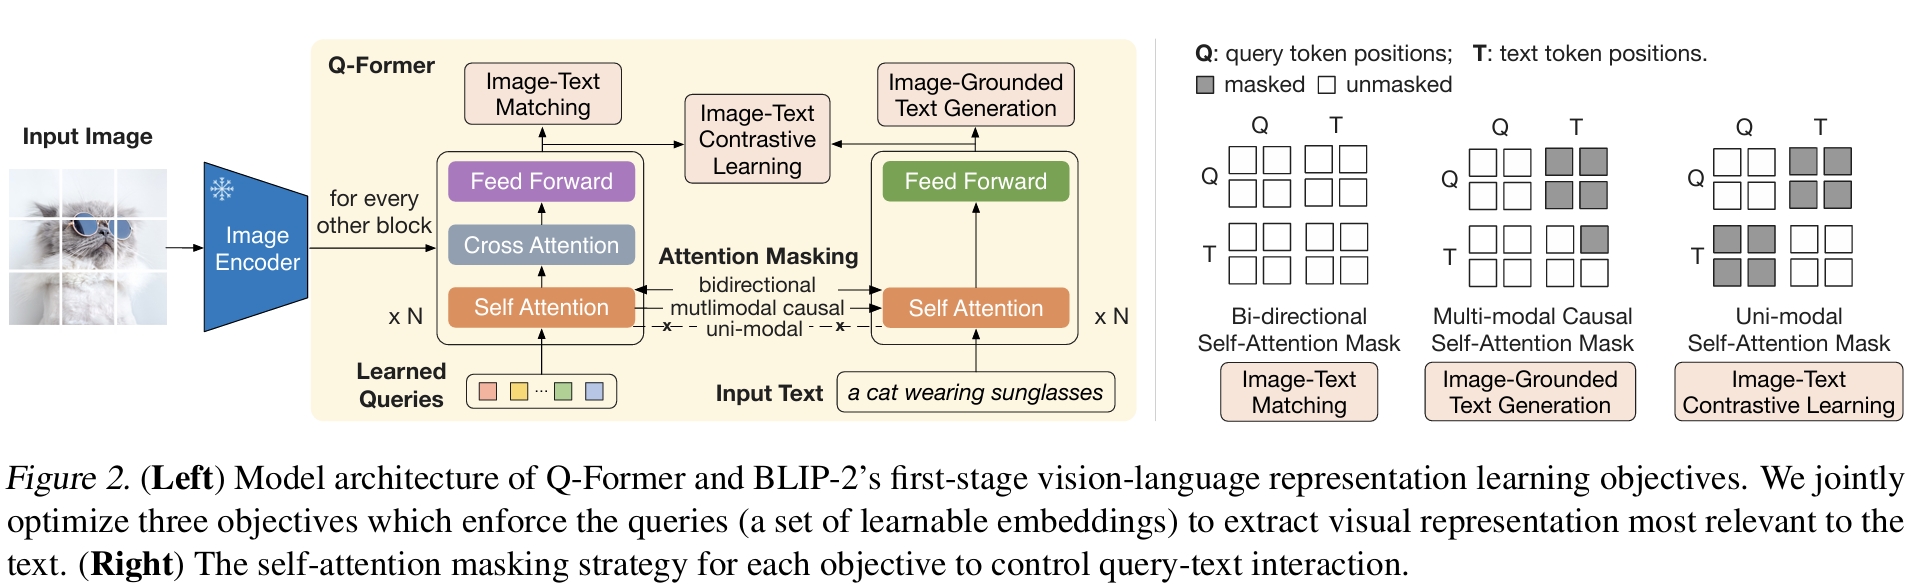 Q-Former
Input Image
Image-Text
Matching
Image-Text
Contrastive
Learning
Image-Grounded
Text Generation
Feed Forward
Cross Attention
Self Attention
Feed Forward
Self Attention
for every
other block
Image
Encoder
Attention Masking
bidirectional
mutlimodal causal
x uni-modal x
x N
x N
Learned
Queries
...
Input Text
a cat wearing sunglasses
Q: query token positions; T: text token positions.
masked unmasked
Q T
Q
T
Bi-directional
Self-Attention Mask
Image-Text
Matching
Q T
Q
T
Multi-modal Causal
Self-Attention Mask
Image-Grounded
Text Generation
Q T
Q
T
Uni-modal
Self-Attention Mask
Image-Text
Contrastive Learning
Figure 2. (Left) Model architecture of Q-Former and BLIP-2's first-stage vision-language representation learning objectives. We jointly
optimize three objectives which enforce the queries (a set of learnable embeddings) to extract visual representation most relevant to the
text. (Right) The self-attention masking strategy for each objective to control query-text interaction.